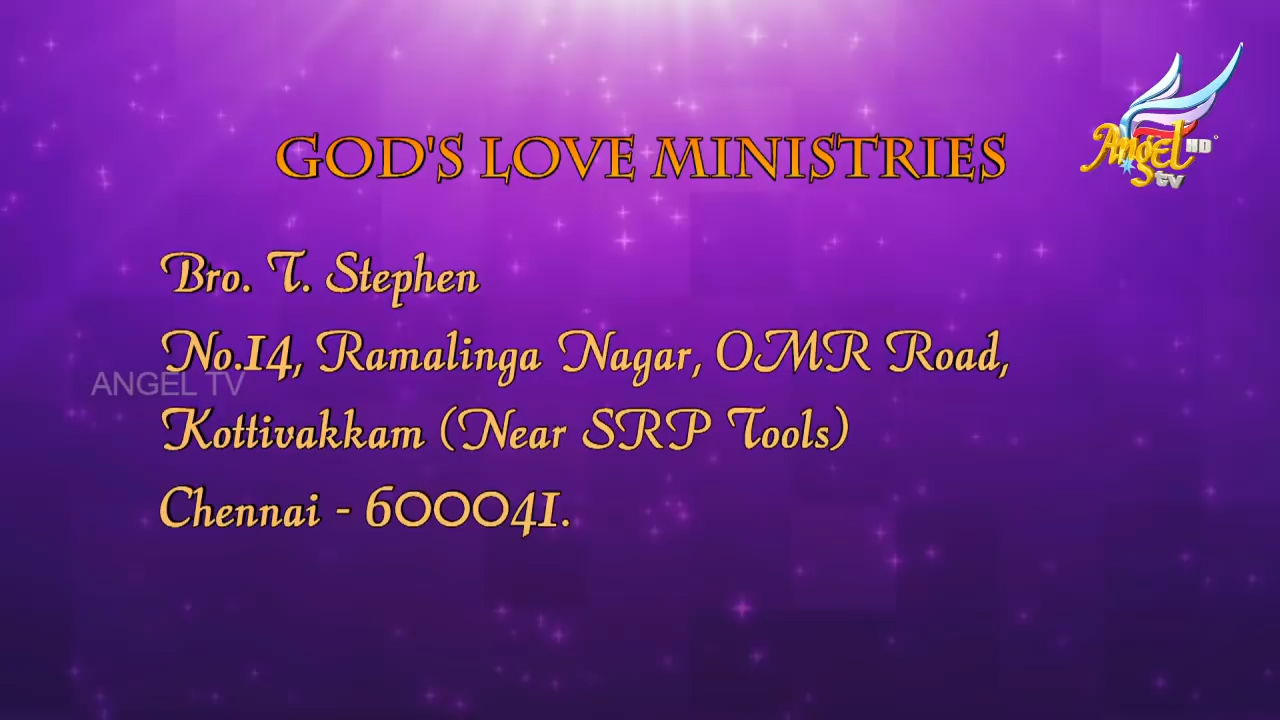 GOD'S LOVE MINISTRIES
Angel HD
tv
Bro. T. Stephen
No.14, Ramalinga Nagar, OMR Road,
ANGEL TV
Kottivakkam (Near SRP Tools)
Chennai - 600041.